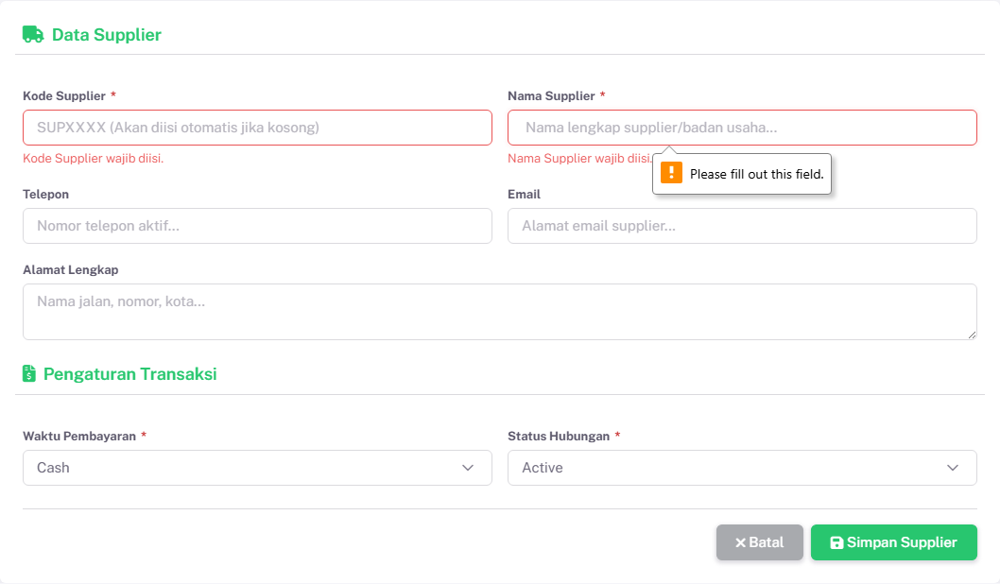 Data Supplier
Kode Supplier *
Nama Supplier *
SUPXXXX (Akan diisi otomatis jika kosong)
Nama lengkap supplier/badan usaha...
Kode Supplier wajib diisi.
Nama Supplier wajib diisi.
Please fill out this field.
Telepon
Email
Nomor telepon aktif...
Alamat email supplier...
Alamat Lengkap
Nama jalan, nomor, kota...
Pengaturan Transaksi
Waktu Pembayaran *
Status Hubungan *
Cash
Active
Batal
Simpan Supplier